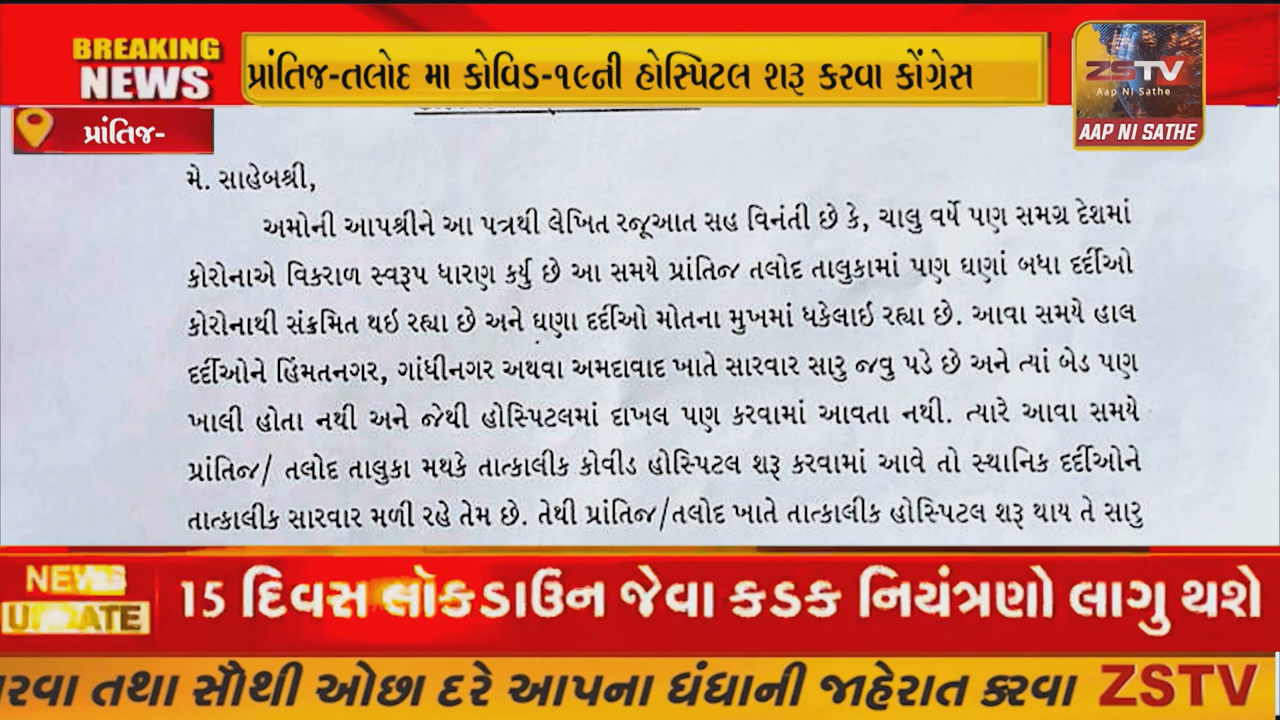 BREAKING
NEWS
પ્રાંતિજ-તલોદ મા કોવિડ-૧૯ની હોસ્પિટલ શરૂ કરવા કોંગ્રેસ
ZSTV
Aap Ni Sathe
AAP NI SATHE
પ્રાંતિજ-
મે. સાહેબશ્રી,
અમોની આપશ્રીને આ પત્રથી લેખિત રજૂઆત સહ વિનંતી છે કે, ચાલુ વર્ષે પણ સમગ્ર દેશમાં
કોરોનાએ વિકરાળ સ્વરૂપ ધારણ કર્યુ છે આ સમયે પ્રાંતિજ તલોદ તાલુકામાં પણ ઘણાં બધા દર્દીઓ
કોરોનાથી સંક્રમિત થઇ રહ્યા છે અને ઘણા દર્દીઓ મોતના મુખમાં ધકેલાઇ રહ્યા છે. આવા સમયે હાલ
દર્દીઓને હિંમતનગર, ગાંધીનગર અથવા અમદાવાદ ખાતે સારવાર સારુ જવુ પડે છે અને ત્યાં બેડ પણ
ખાલી હોતા નથી અને જેથી હોસ્પિટલમાં દાખલ પણ કરવામાં આવતા નથી. ત્યારે આવા સમયે
પ્રાંતિજ/ તલોદ તાલુકા મથકે તાત્કાલીક કોવીડ હોસ્પિટલ શરૂ કરવામાં આવે તો સ્થાનિક દર્દીઓને
તાત્કાલીક સારવાર મળી રહે તેમ છે. તેથી પ્રાંતિજ/તલોદ ખાતે તાત્કાલીક હોસ્પિટલ શરૂ થાય તે સારુ
NEWS
UPDATE
15 દિવસ લૉકડાઉન જેવા કડક નિયંત્રણો લાગુ થશે
તથા સૌથી ઓછા દરે આપના ધંધાની જાહેરાત કરવા ZSTV